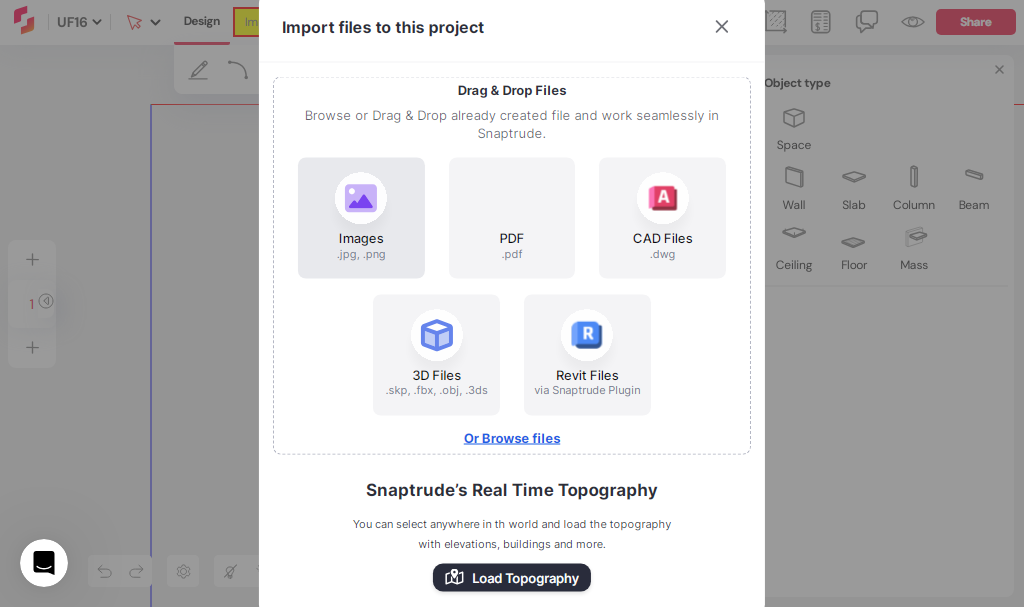 UF16
Design
Im
Share
Import files to this project
Drag & Drop Files
Browse or Drag & Drop already created file and work seamlessly in
Snaptrude.
Images
.jpg, .png
PDF
.pdf
CAD Files
.dwg
3D Files
.skp, .fbx, .obj, .3ds
Revit Files
via Snaptrude Plugin
Or Browse files
Snaptrude’s Real Time Topography
You can select anywhere in th world and load the topography
with elevations, buildings and more.
Load Topography
Object type
Space
Wall
Slab
Column
Beam
Ceiling
Floor
Mass
1